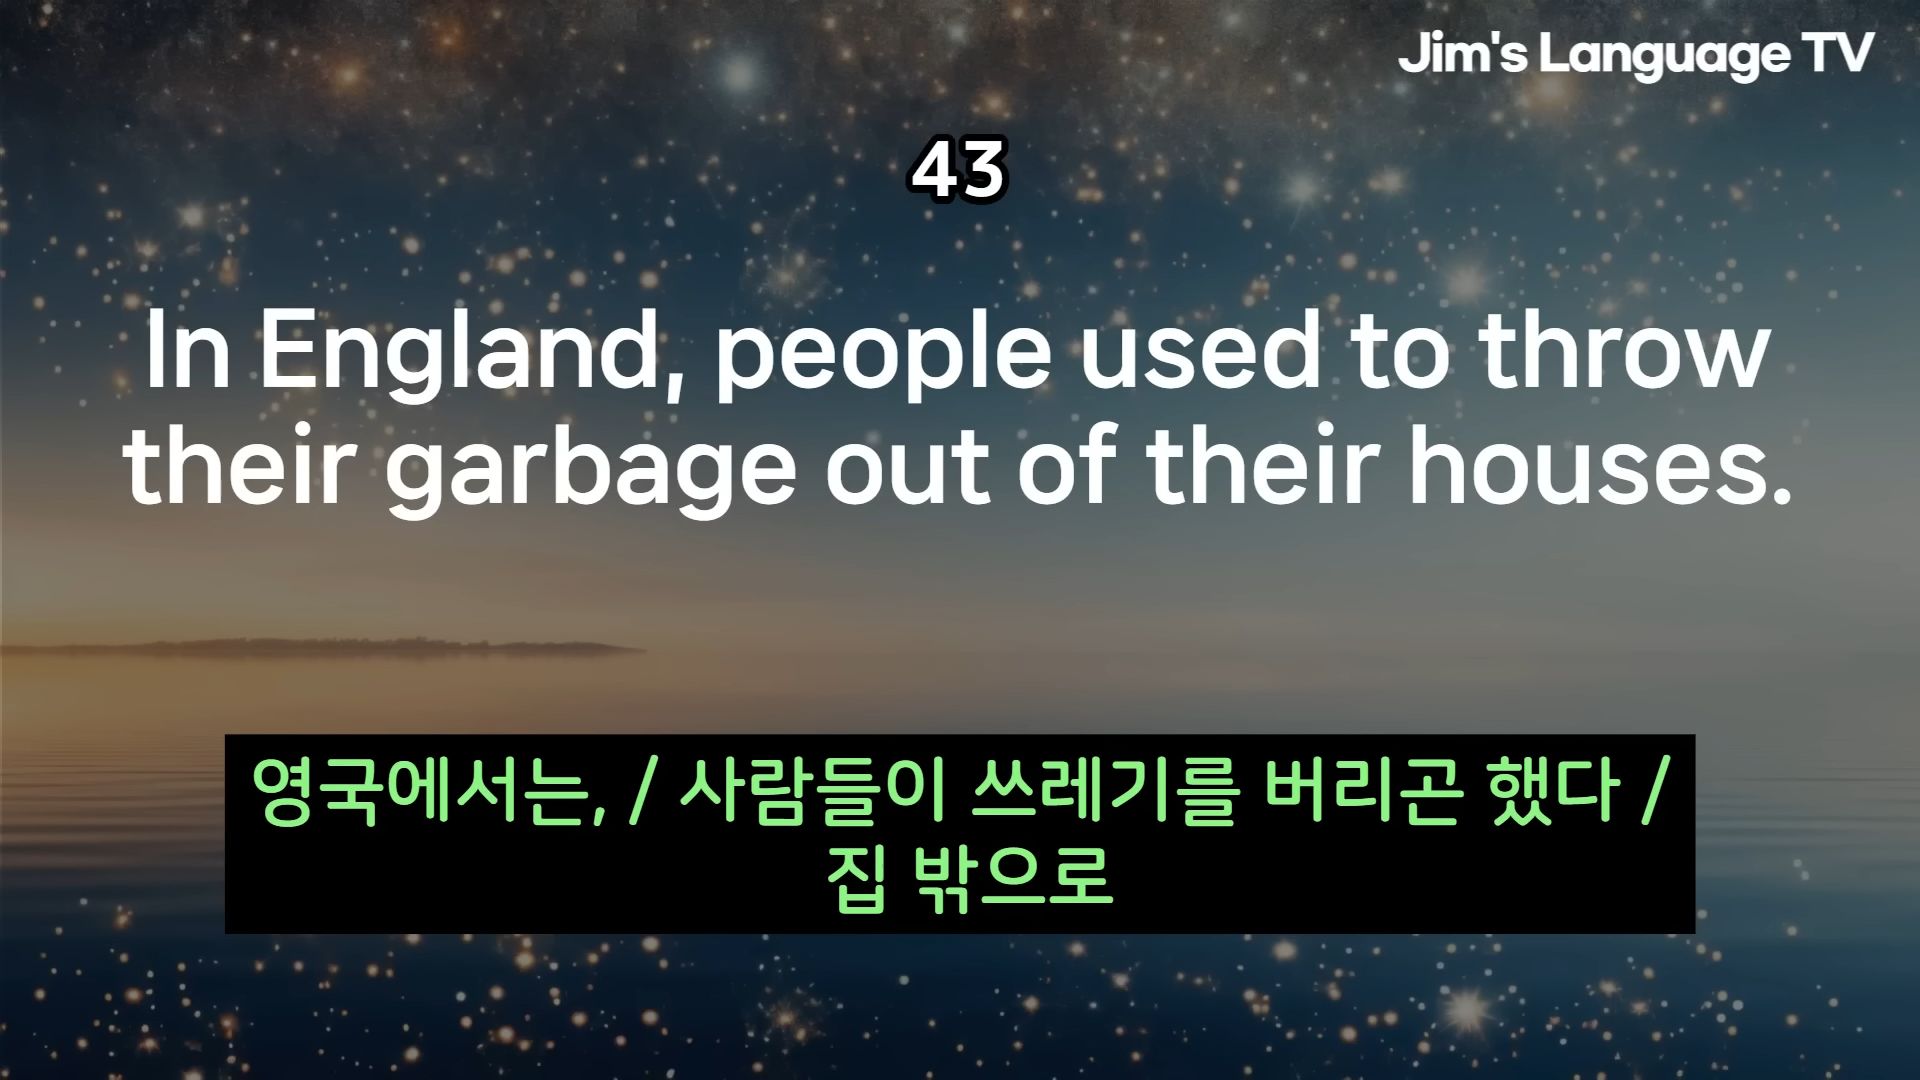 Jim's Language TV
43
In England, people used to throw
their garbage out of their houses.
영국에서는, / 사람들이 쓰레기를 버리곤 했다 /
집 밖으로